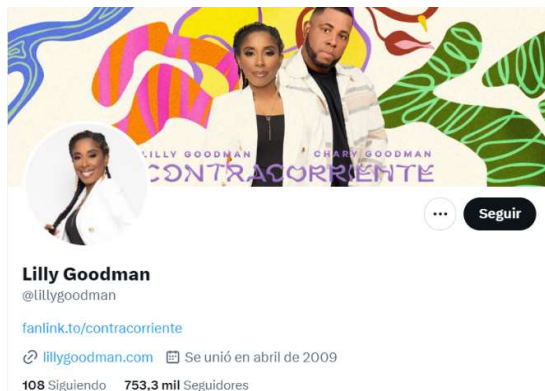 LILLY GOODMAN CHARY GOODMAN
CONTRACORRIENTE
Seguir
Lilly Goodman
@lillygoodman
fanlink.to/contracorriente
lillygoodman.com Se unió en abril de 2009
108 Siguiendo 753,3 mil Seguidores